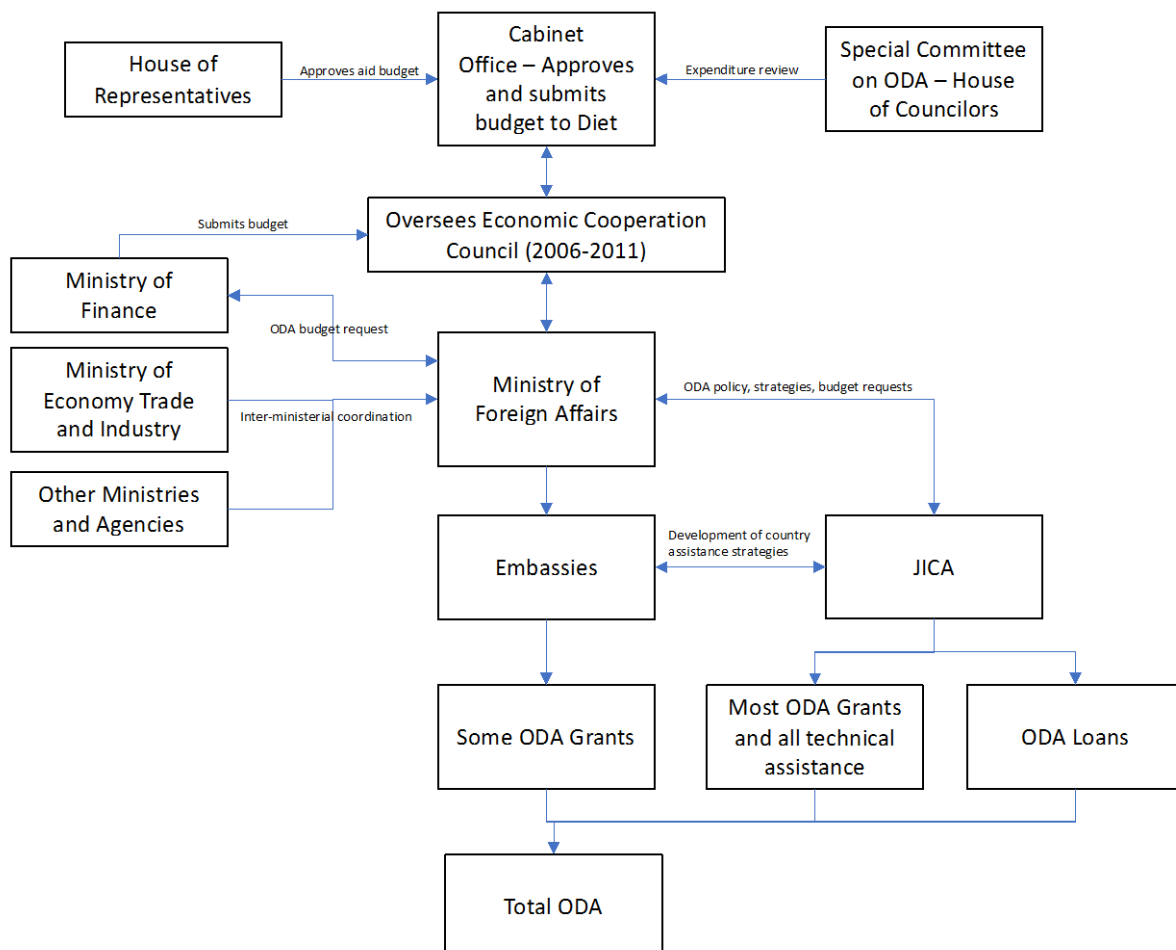 House of
Representatives
Approves aid budget
Cabinet
Office – Approves
and submits
budget to Diet
Expenditure review
Special Committee
on ODA – House
of Councilors
Submits budget
Oversees Economic Cooperation
Council (2006-2011)
Ministry of
Finance
ODA budget request
Ministry of
Economy Trade
and Industry
Inter-ministerial coordination
Ministry of
Foreign Affairs
ODA policy, strategies, budget requests
Other Ministries
and Agencies
Embassies
Development of country
assistance strategies
JICA
Some ODA Grants
Most ODA Grants
and all technical
assistance
ODA Loans
Total ODA